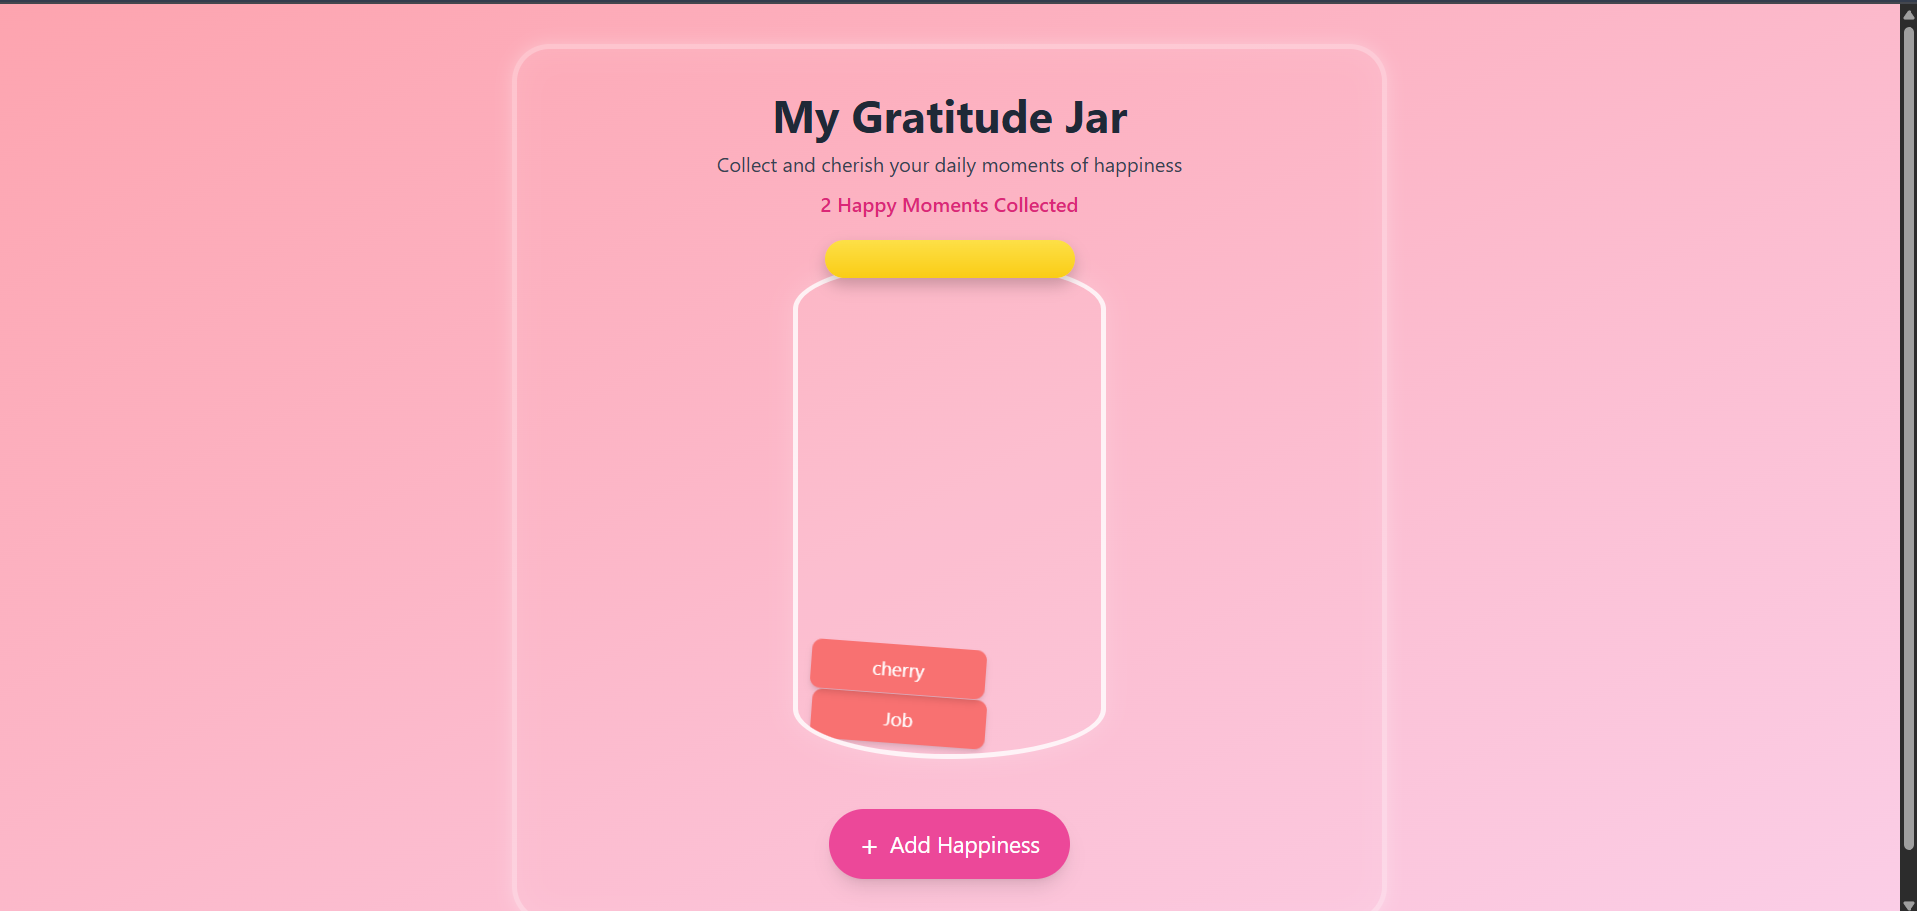 My Gratitude Jar
Collect and cherish your daily moments of happiness
2 Happy Moments Collected
cherry
Job
+ Add Happiness